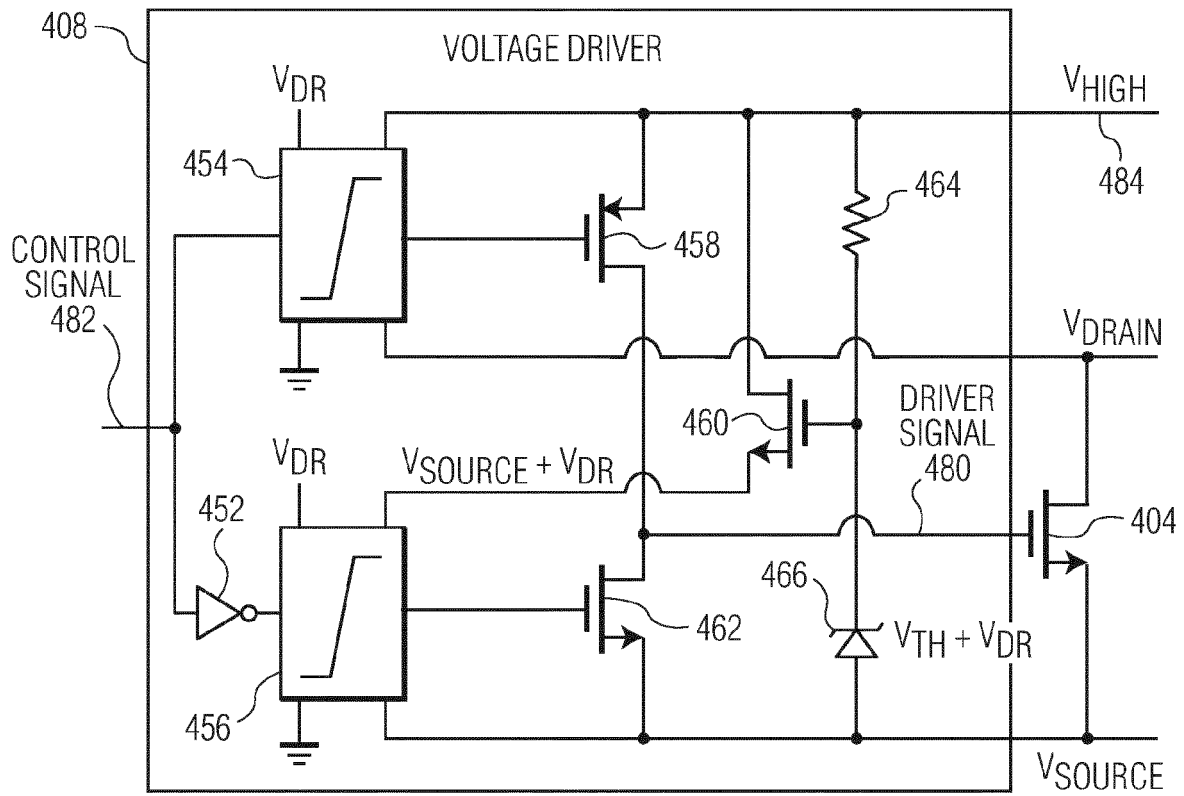 408
VOLTAGE DRIVER
VDR
VHIGH
454
464
484
458
CONTROL
SIGNAL
482
VDRAIN
460
DRIVER
SIGNAL
480
VDR
VSOURCE + VDR
452
404
466
462
VTH + VDR
456
VSOURCE